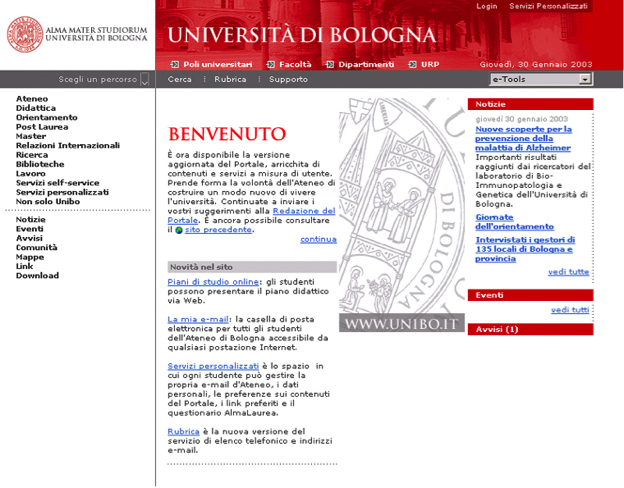 Login    Servizi Personalizzati
ALMA MATER STUDIORUM
UNIVERSITÀ DI BOLOGNA
UNIVERSITÀ DI BOLOGNA
Poli universitari    Facoltà    Dipartimenti    URP    Giovedì, 30 Gennaio 2003
Scegli un percorso    Cerca | Rubrica | Supporto    e-Tools
Ateneo
Didattica
Orientamento
Post Laurea
Master
Relazioni Internazionali
Ricerca
Biblioteche
Lavoro
Servizi self-service
Servizi personalizzati
Non solo Unibo
Notizie
Eventi
Avvisi
Comunità
Mappe
Link
Download
BENVENUTO
È ora disponibile la versione
aggiornata del Portale, arricchita di
contenuti e servizi a misura di utente.
Prende forma la volontà dell'Ateneo di
costruire un modo nuovo di vivere
l'università. Continuate a inviare i
vostri suggerimenti alla Redazione del
Portale. È ancora possibile consultare
il sito precedente.
continua
Novità nel sito
Piani di studio online: gli studenti
possono presentare il piano didattico
via Web.
La mia e-mail: la casella di posta
elettronica per tutti gli studenti
dell'Ateneo di Bologna accessibile da
qualsiasi postazione Internet.
Servizi personalizzati è lo spazio in
cui ogni studente può gestire la
propria e-mail d'Ateneo, i dati
personali, le preferenze sui contenuti
del Portale, i link preferiti e il
questionario AlmaLaurea.
Rubrica è la nuova versione del
servizio di elenco telefonico e indirizzi
e-mail.
WWW.UNIBO.IT
Notizie
giovedì 30 gennaio 2003
Nuove scoperte per la
prevenzione della
malattia di Alzheimer
Importanti risultati
raggiunti dai ricercatori del
laboratorio di Bio-
Immunopatologia e
Genetica dell'Università di
Bologna.
Giornate
dell'orientamento
Intervistati i gestori di
135 locali di Bologna e
provincia
vedi tutte
Eventi
vedi tutti
Avvisi (1)